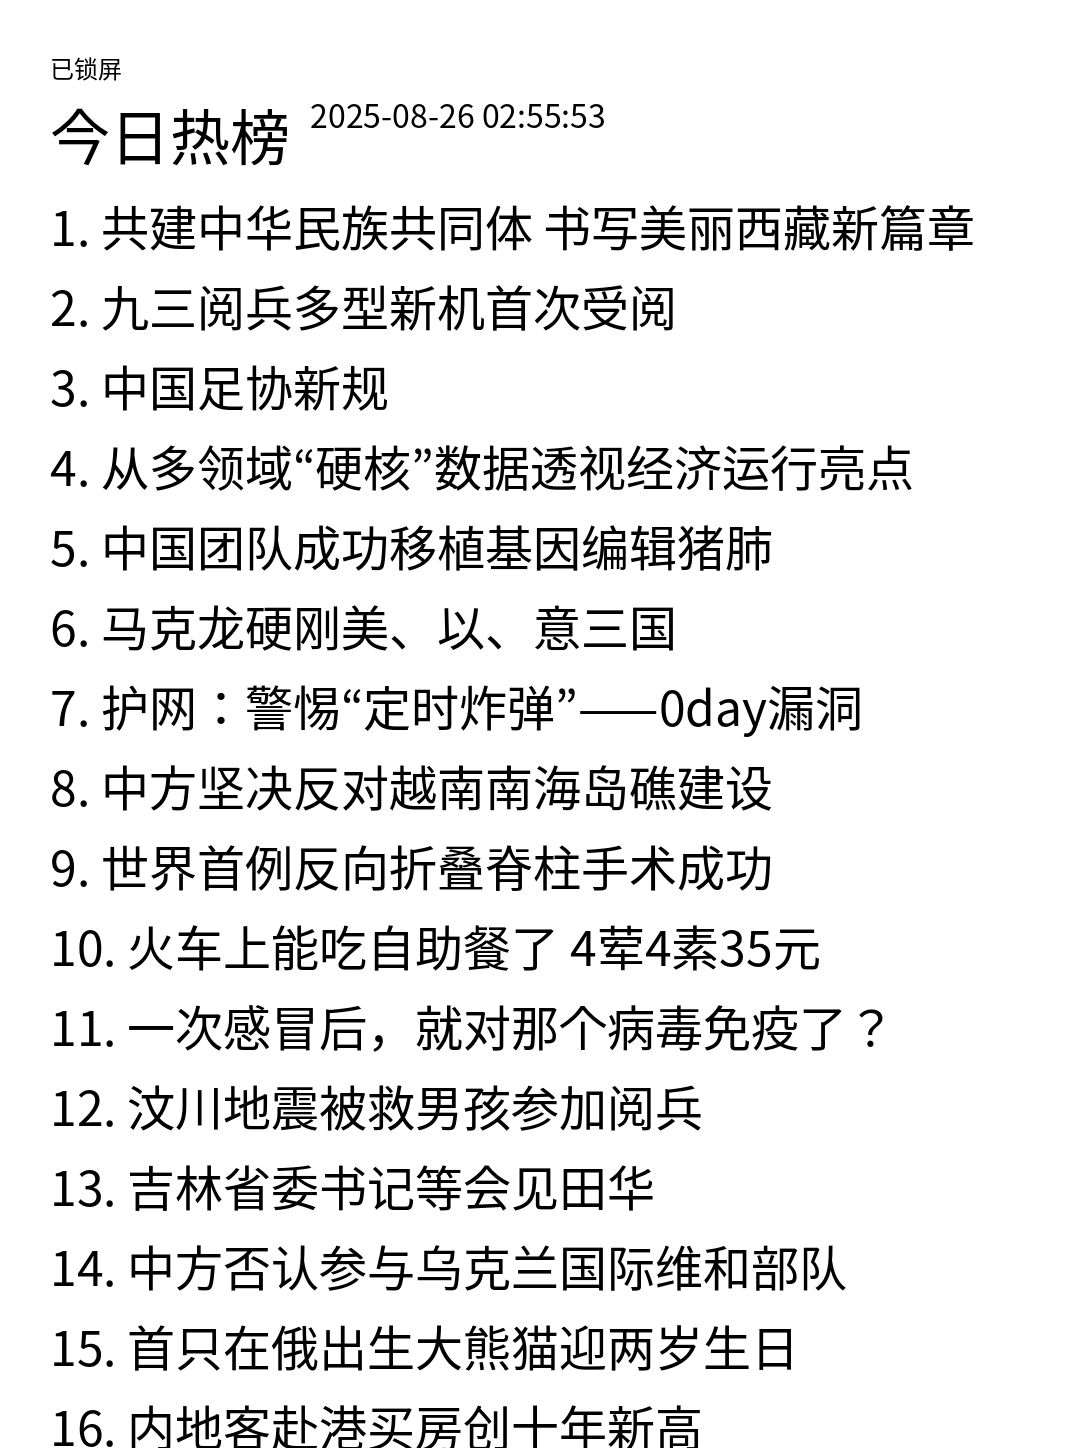 已锁屏
今日热榜 2025-08-26 02:55:53
1. 共建中华民族共同体 书写美丽西藏新篇章
2. 九三阅兵多型新机首次受阅
3. 中国足协新规
4. 从多领域“硬核”数据透视经济运行亮点
5. 中国团队成功移植基因编辑猪肺
6. 马克龙硬刚美、以、意三国
7. 护网：警惕“定时炸弹”——0day漏洞
8. 中方坚决反对越南南海岛礁建设
9. 世界首例反向折叠脊柱手术成功
10. 火车上能吃自助餐了 4荤4素35元
11. 一次感冒后，就对那个病毒免疫了？
12. 汶川地震被救男孩参加阅兵
13. 吉林省委书记等会见田华
14. 中方否认参与乌克兰国际维和部队
15. 首只在俄出生大熊猫迎两岁生日
16. 内地客赴港买房创十年新高